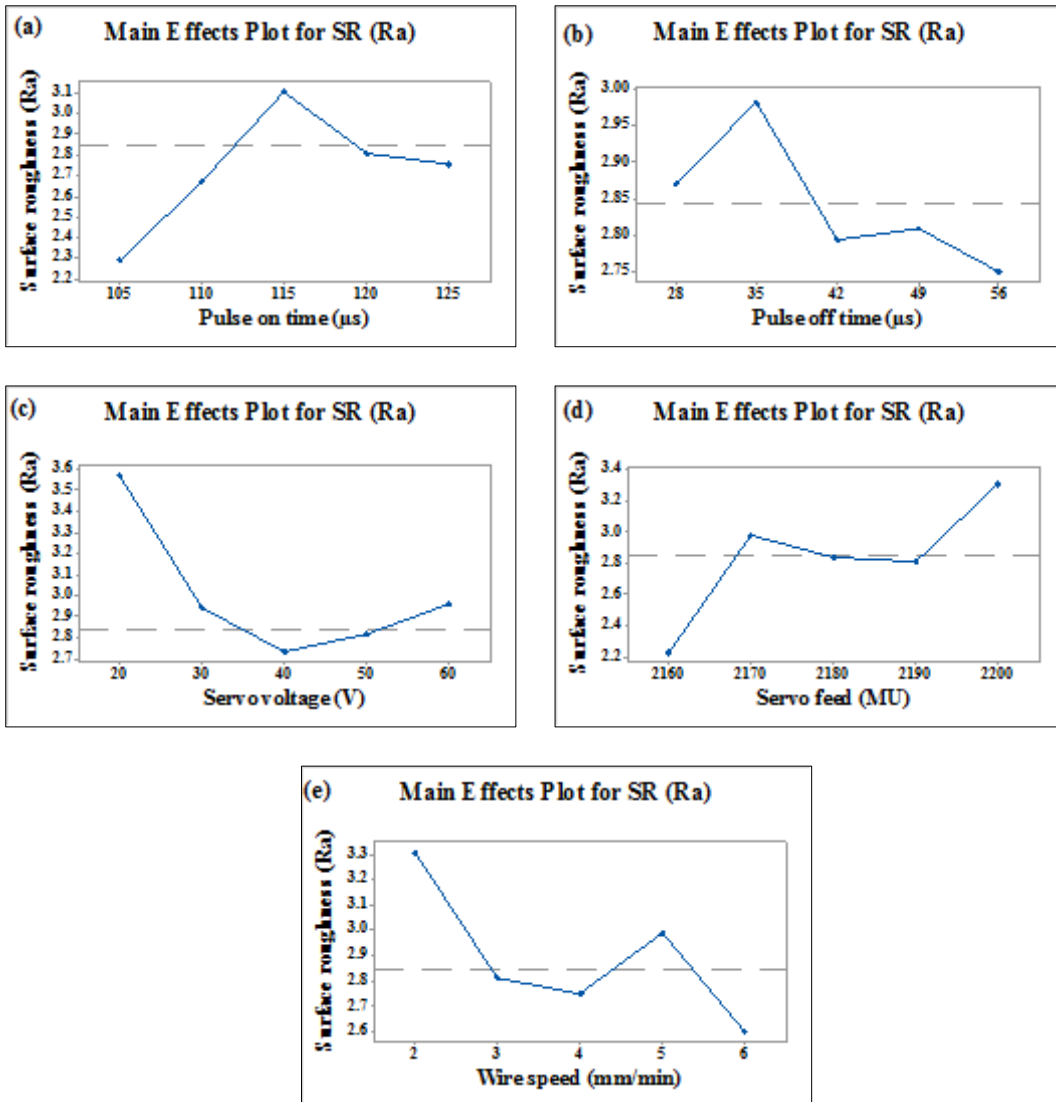 (a) Main Effects Plot for SR (Ra)
Surface roughness (Ra)
3.1
3.0
2.9
2.8
2.7
2.6
2.5
2.4
2.3
2.2
105 110 115 120 125
Pulse on time (µs)
(b) Main Effects Plot for SR (Ra)
Surface roughness (Ra)
3.00
2.95
2.90
2.85
2.80
2.75
28 35 42 49 56
Pulse off time (µs)
(c) Main Effects Plot for SR (Ra)
Surface roughness (Ra)
3.6
3.5
3.4
3.3
3.2
3.1
3.0
2.9
2.8
2.7
20 30 40 50 60
Servo voltage (V)
(d) Main Effects Plot for SR (Ra)
Surface roughness (Ra)
3.4
3.2
3.0
2.8
2.6
2.4
2.2
2160 2170 2180 2190 2200
Servo feed (MU)
(e) Main Effects Plot for SR (Ra)
Surface roughness (Ra)
3.3
3.2
3.1
3.0
2.9
2.8
2.7
2.6
2 3 4 5 6
Wire speed (mm/min)